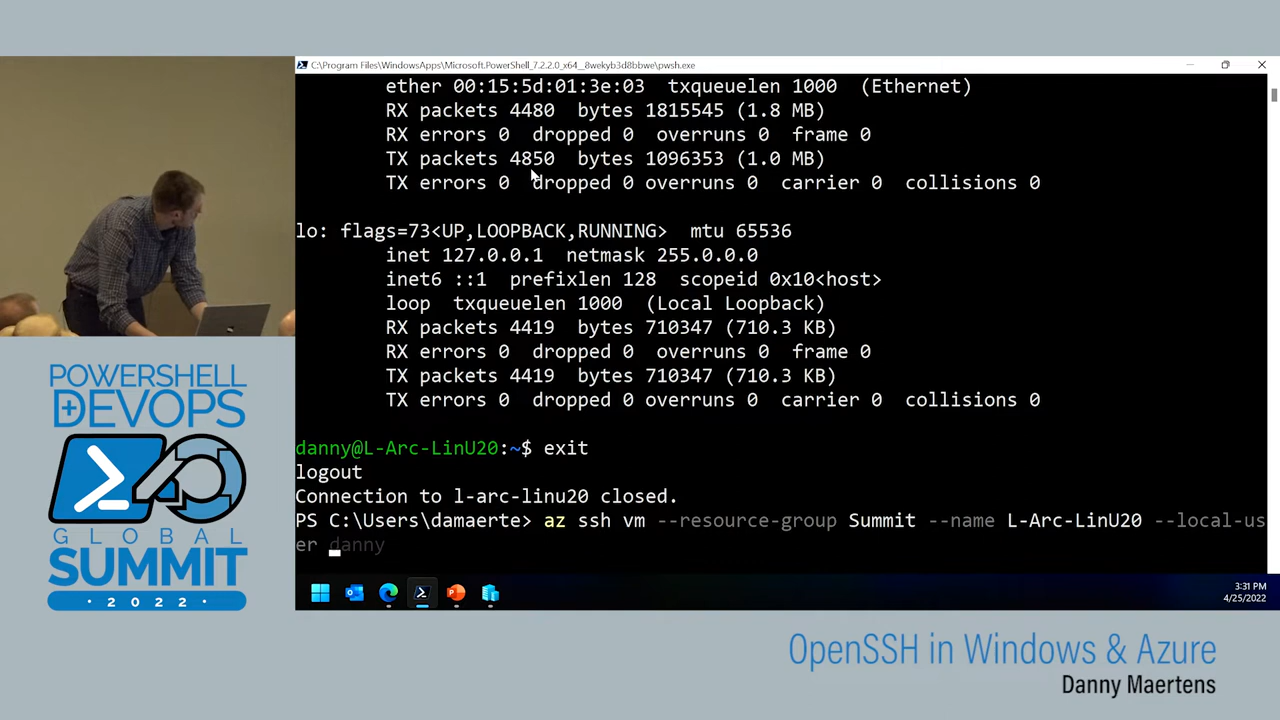 C:\Program Files\WindowsApps\Microsoft.PowerShell_7.2.2.0_x64__8wekyb3d8bbwe\pwsh.exe
ether 00:15:5d:01:3e:03 txqueuelen 1000 (Ethernet)
RX packets 4480 bytes 1815545 (1.8 MB)
RX errors 0 dropped 0 overruns 0 frame 0
TX packets 4850 bytes 1096353 (1.0 MB)
TX errors 0 dropped 0 overruns 0 carrier 0 collisions 0
lo: flags=73<UP,LOOPBACK,RUNNING> mtu 65536
inet 127.0.0.1 netmask 255.0.0.0
inet6 ::1 prefixlen 128 scopeid 0x10<host>
loop txqueuelen 1000 (Local Loopback)
RX packets 4419 bytes 710347 (710.3 KB)
RX errors 0 dropped 0 overruns 0 frame 0
TX packets 4419 bytes 710347 (710.3 KB)
TX errors 0 dropped 0 overruns 0 carrier 0 collisions 0
danny@L-Arc-LinU20:~$ exit
logout
Connection to l-arc-linu20 closed.
PS C:\Users\damaerte> az ssh vm --resource-group Summit --name L-Arc-LinU20 --local-us
er danny
3:31 PM
4/25/2022
POWERSHELL
+DEVOPS
GLOBAL
SUMMIT
· 2022 ·
OpenSSH in Windows & Azure
Danny Maertens